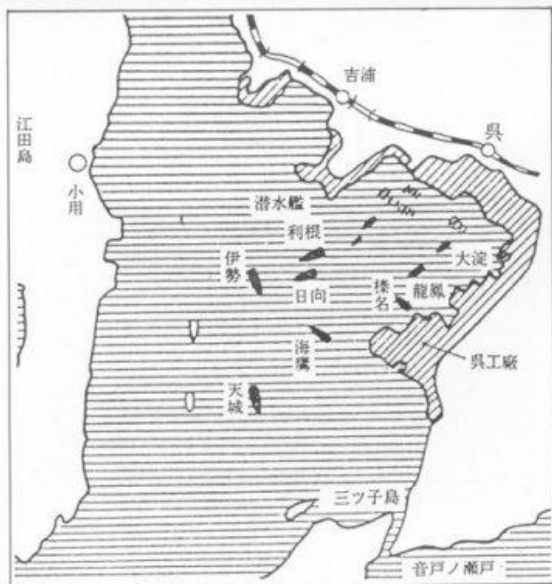 吉浦
呉
江田島
小用
潜水艦
利根
伊勢
日向
大淀
榛名
龍鳳
海鷹
呉工廠
天城
三ツ子島
音戸ノ瀬戸